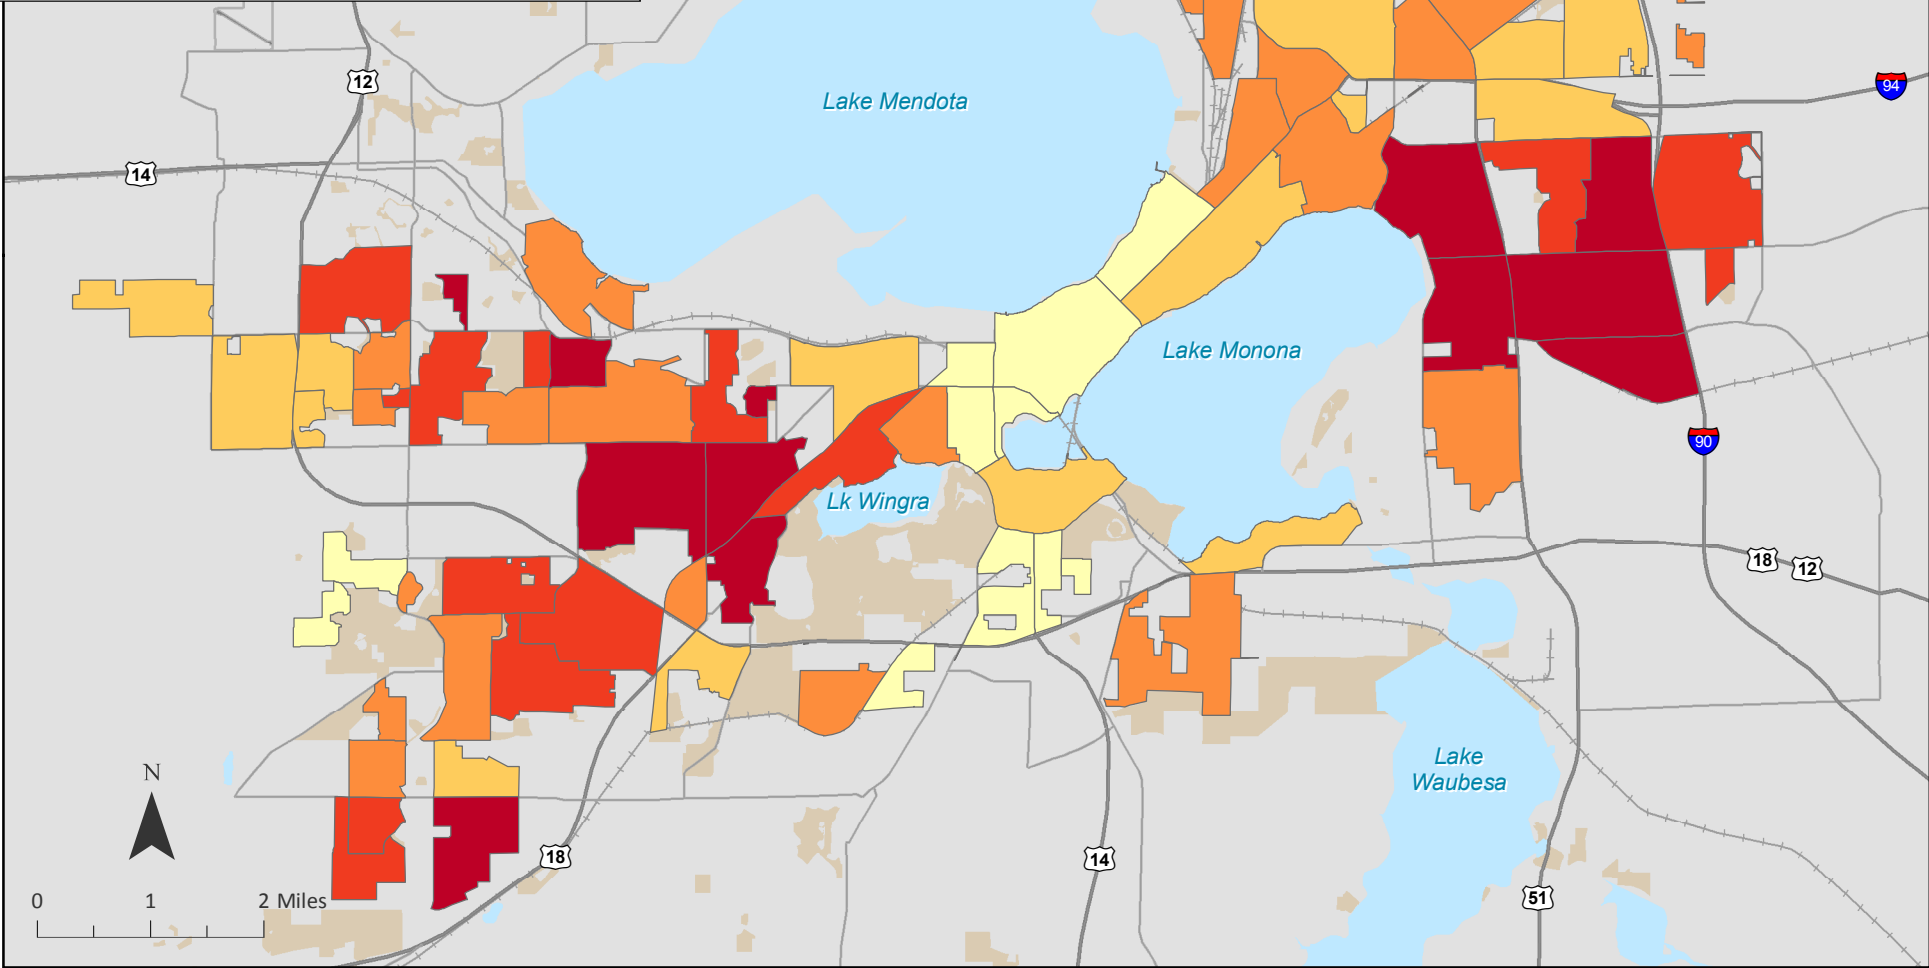 94
12
Lake Mendota
14
Lake Monona
90
Lk Wingra
18
12
Lake
Waubesa
N
18
14
0 1 2 Miles
51